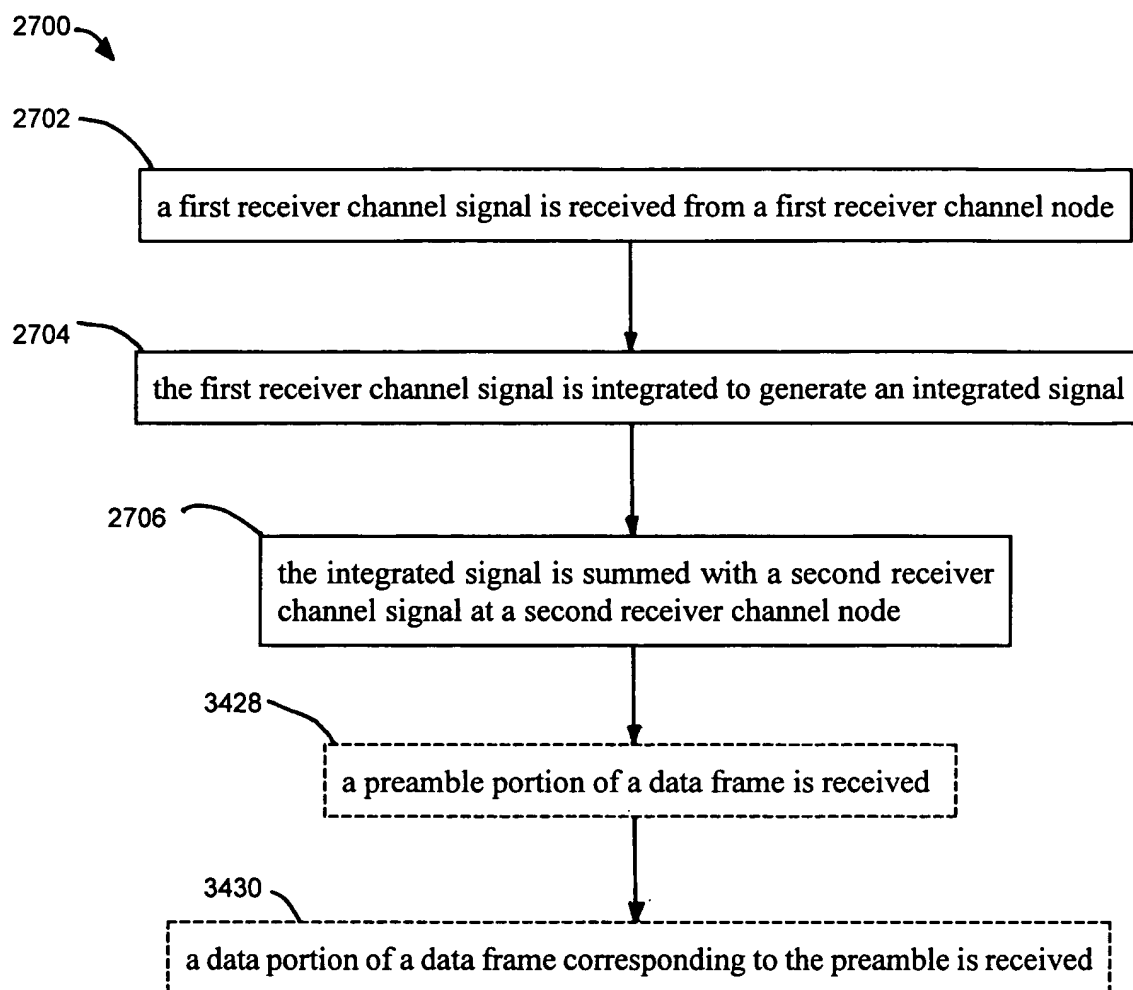 2700
2702
a first receiver channel signal is received from a first receiver channel node
2704
the first receiver channel signal is integrated to generate an integrated signal
2706
the integrated signal is summed with a second receiver
channel signal at a second receiver channel node
3428
a preamble portion of a data frame is received
3430
a data portion of a data frame corresponding to the preamble is received